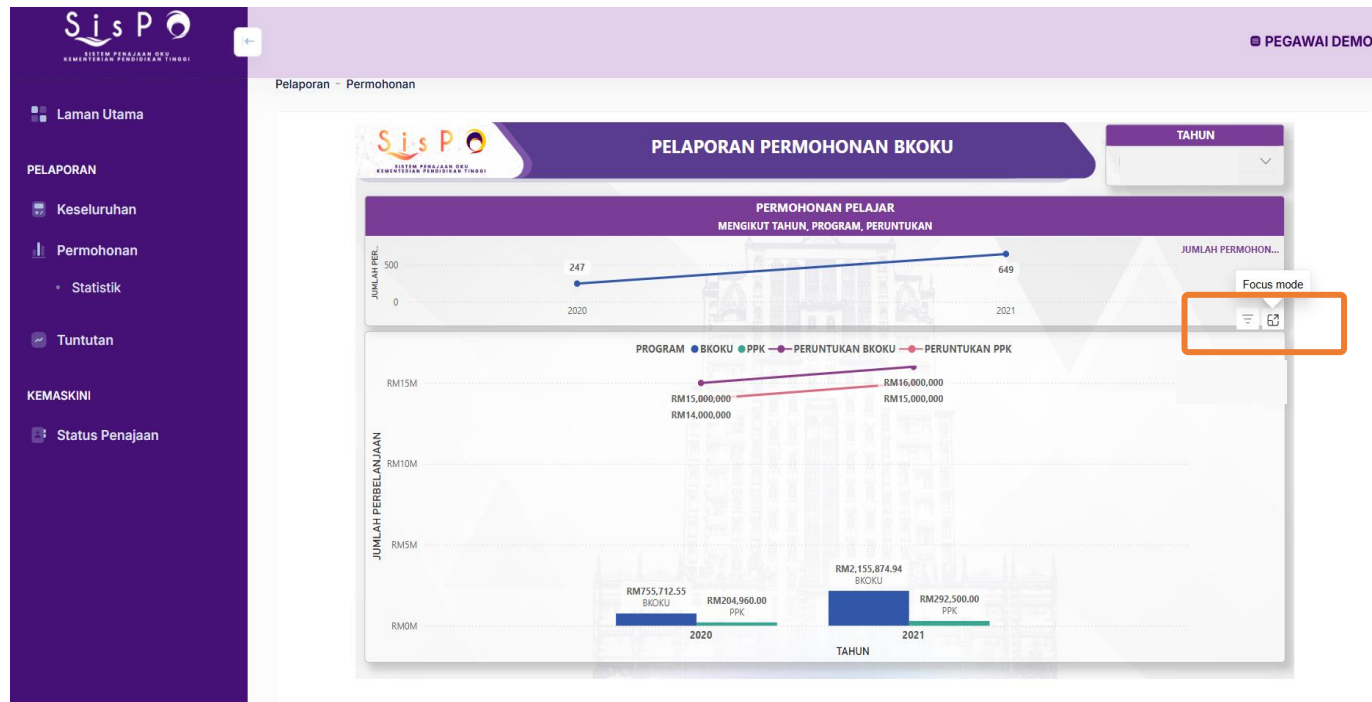 SisPO
SISTEM PENAJAAN OKU
KEMENTERIAN PENDIDIKAN TINGGI
PEGAWAI DEMO
Pelaporan - Permohonan
Laman Utama
PELAPORAN
Keseluruhan
Permohonan
Statistik
Tuntutan
KEMASKINI
Status Penajaan
SisPO
SISTEM PENAJAAN OKU
KEMENTERIAN PENDIDIKAN TINGGI
PELAPORAN PERMOHONAN BKOKU
TAHUN
PERMOHONAN PELAJAR
MENGIKUT TAHUN, PROGRAM, PERUNTUKAN
JUMLAH PER...
500
0
247
649
2020
2021
JUMLAH PERMOHON...
Focus mode
PROGRAM BKOKU PPK PERUNTUKAN BKOKU PERUNTUKAN PPK
JUMLAH PERBELANJAAN
RM15M
RM10M
RM5M
RM0M
RM15,000,000
RM14,000,000
RM16,000,000
RM15,000,000
RM755,712.55
BKOKU
RM204,960.00
PPK
RM2,155,874.94
BKOKU
RM292,500.00
PPK
2020
2021
TAHUN